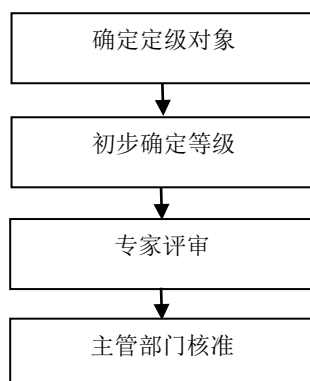 确定定级对象
初步确定等级
专家评审
主管部门核准